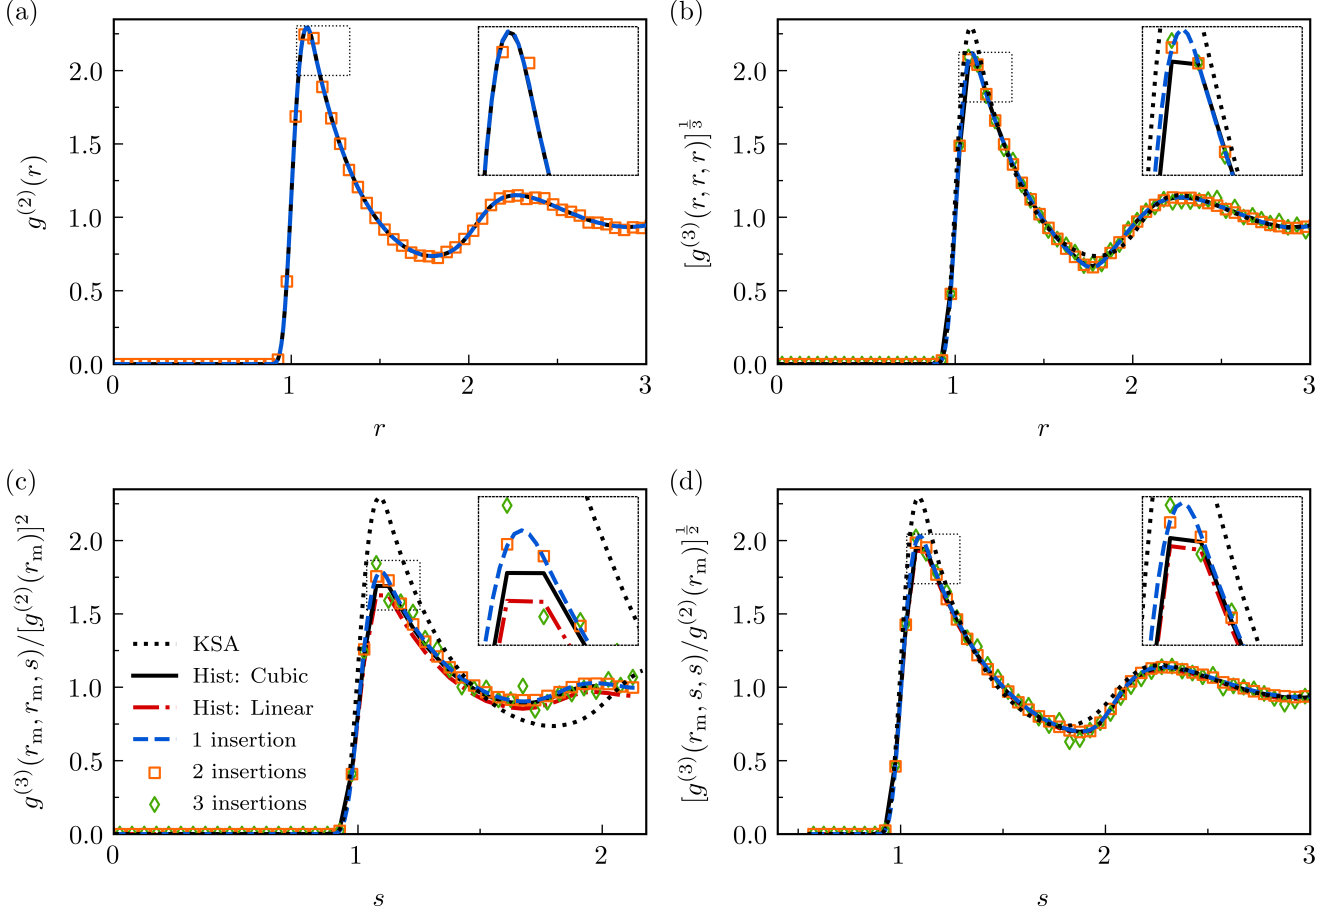 (a)
g⁽²⁾(r)
2.0
1.5
1.0
0.5
0.0
0 1 2 3
r
(b)
[g⁽³⁾(r, r, r)]^{1/3}
2.0
1.5
1.0
0.5
0.0
0 1 2 3
r
(c)
g⁽³⁾(r_m, r_m, s)/[g⁽²⁾(r_m)]²
2.0
1.5
1.0
0.5
0.0
KSA
Hist: Cubic
Hist: Linear
1 insertion
2 insertions
3 insertions
0 1 2
s
(d)
[g⁽³⁾(r_m, s, s)/g⁽²⁾(r_m)]^{1/2}
2.0
1.5
1.0
0.5
0.0
1 2 3
s